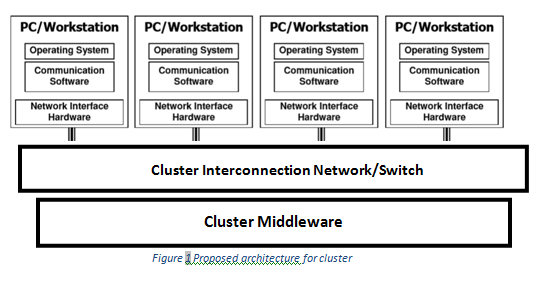 PC/Workstation PC/Workstation PC/Workstation PC/Workstation
Operating System Operating System Operating System Operating System
Communication Communication Communication Communication
Software Software Software Software
Network Interface Network Interface Network Interface Network Interface
Hardware Hardware Hardware Hardware
Cluster Interconnection Network/Switch
Cluster Middleware
Figure 1 Proposed architecture for cluster